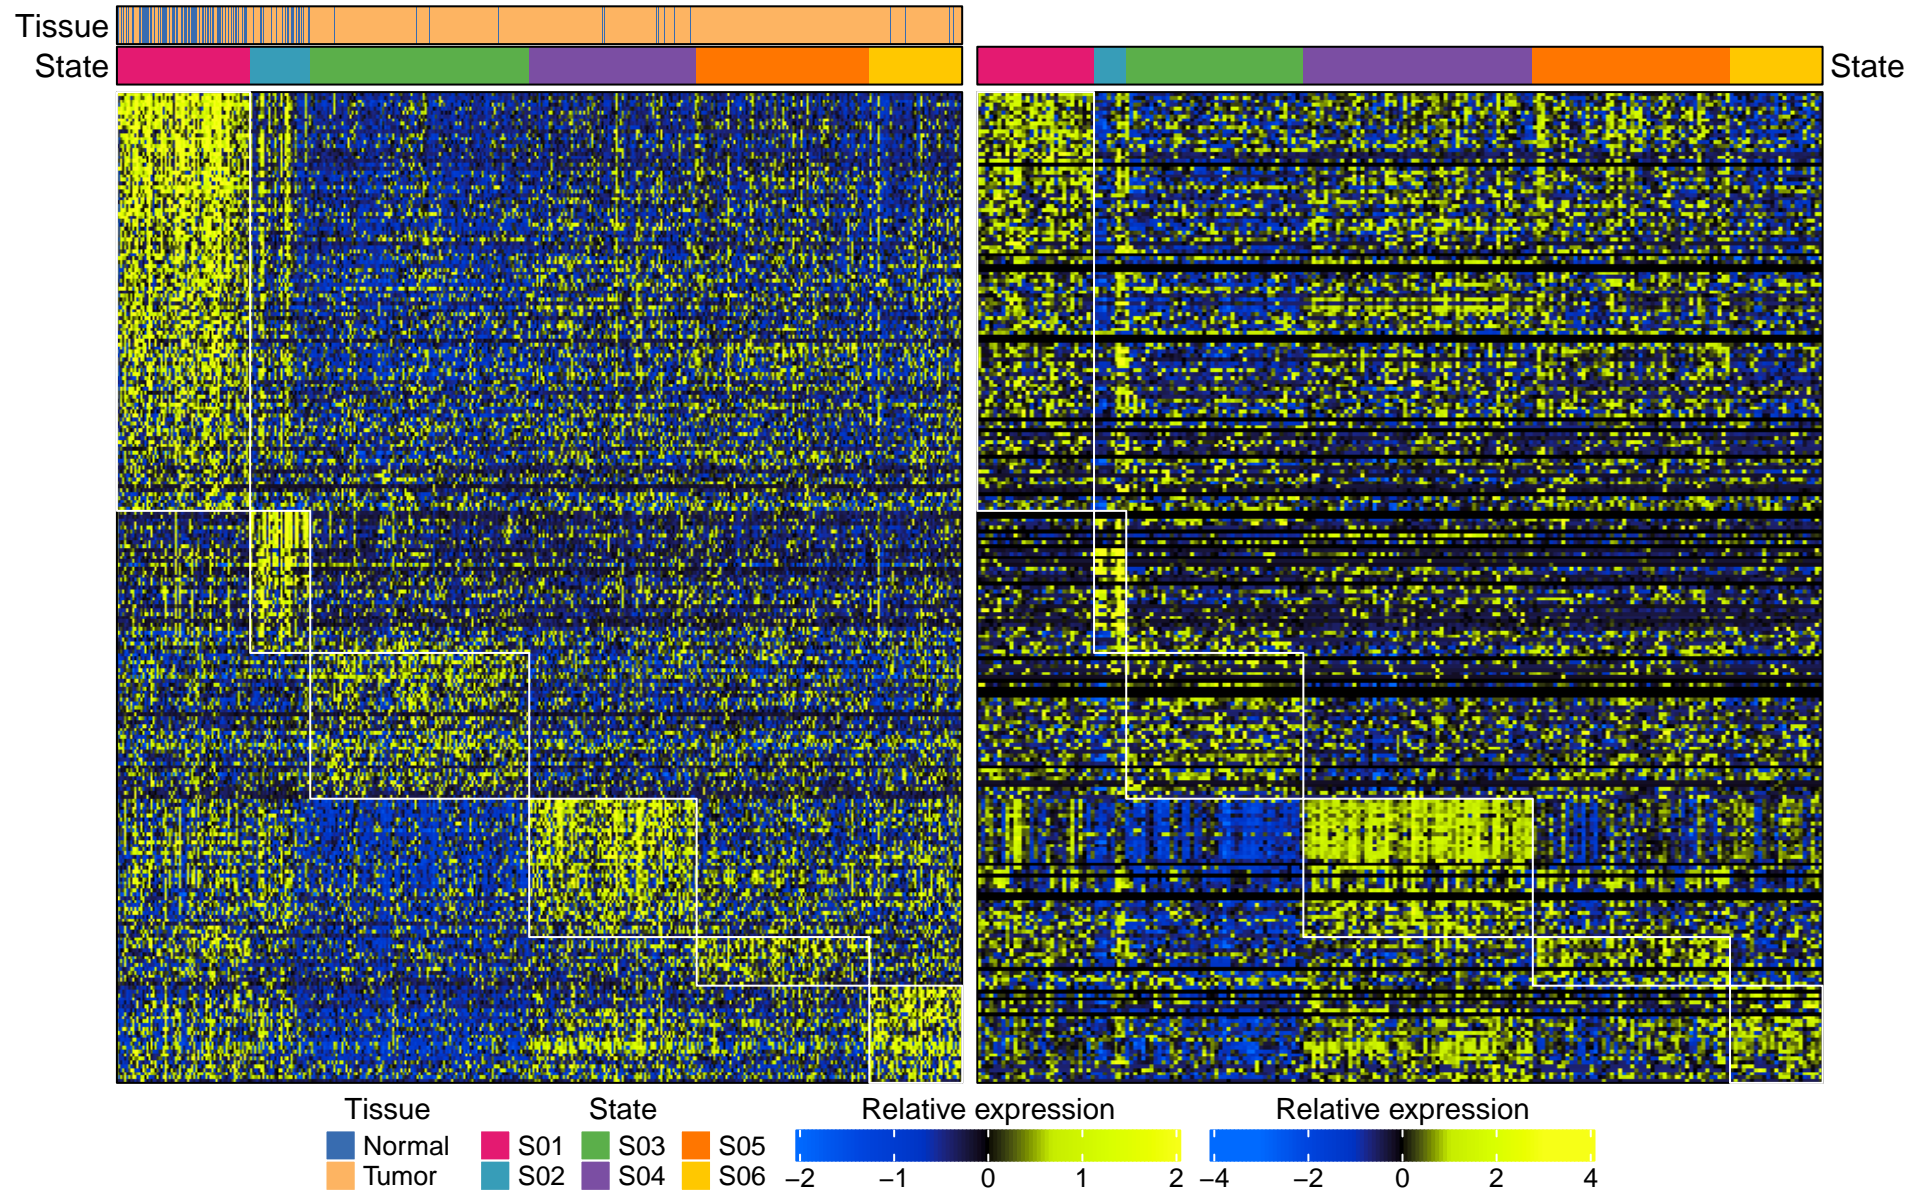 Tissue
State
State
Tissue State Relative expression Relative expression
Normal S01 S03 S05
Tumor S02 S04 S06
−2 −1 0 1 2 −4 −2 0 2 4